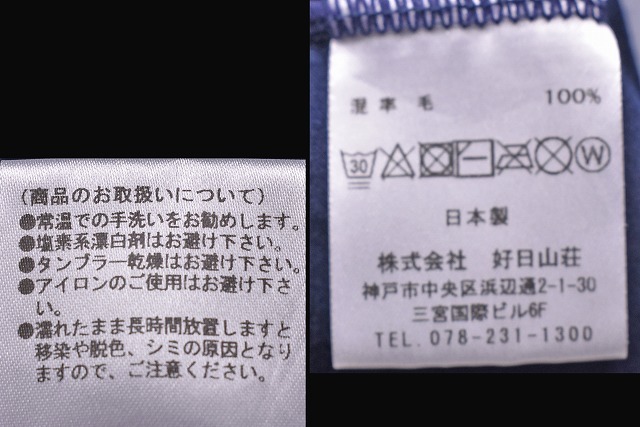 (商品のお取扱いについて)
●常温での手洗いをお勧めします。
●塩素系漂白剤はお避け下さい。
●タンブラー乾燥はお避け下さい。
●アイロンのご使用はお避け下さ
い。
●濡れたまま長時間放置しますと
移染や脱色、シミの原因となり
ますので、ご注意ください。
混率 毛 100%
30 W
日本製
株式会社 好日山荘
神戸市中央区浜辺通2-1-30
三宮国際ビル6F
TEL.078-231-1300